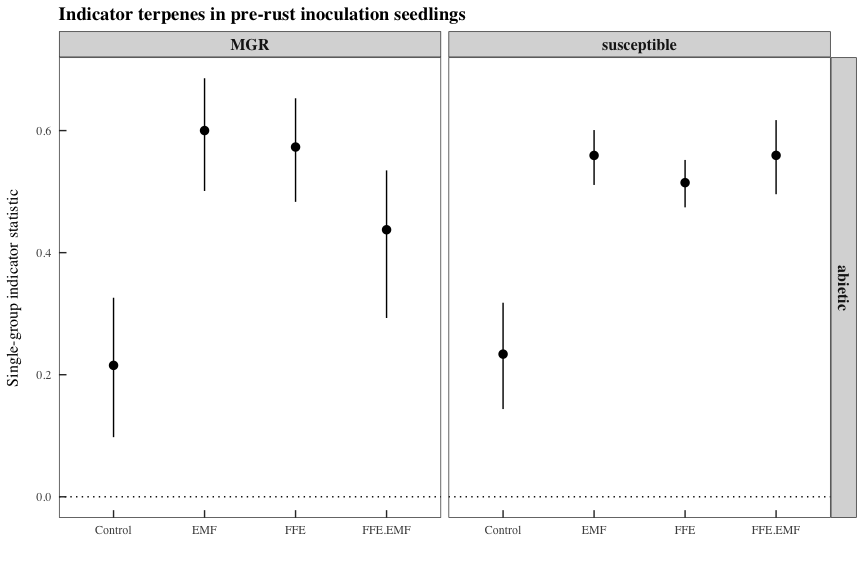 Indicator terpenes in pre-rust inoculation seedlings
MGR
susceptible
abietic
Single-group indicator statistic
0.6
0.4
0.2
0.0
Control EMF FFE FFE.EMF
Control EMF FFE FFE.EMF